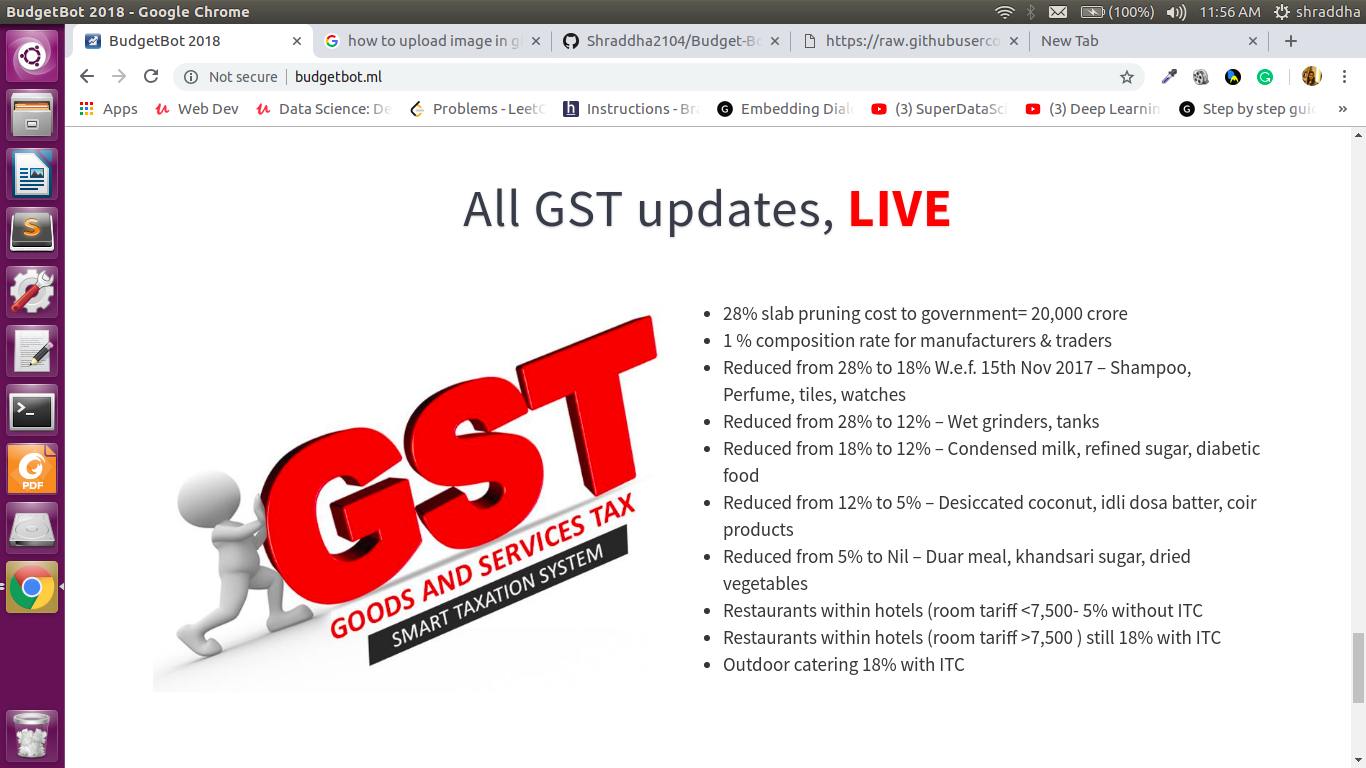 BudgetBot 2018 - Google Chrome
(100%)
11:56 AM
shraddha
BudgetBot 2018
how to upload image in g
Shraddha2104/Budget-Bo
https://raw.githubuserco
New Tab
Not secure
budgetbot.ml
Apps
Web Dev
Data Science: De
Problems - LeetC
Instructions - Bra
Embedding Dial
(3) SuperDataSci
(3) Deep Learnin
Step by step guid
All GST updates, LIVE
GST
GOODS AND SERVICES TAX
SMART TAXATION SYSTEM
• 28% slab pruning cost to government= 20,000 crore
• 1 % composition rate for manufacturers & traders
• Reduced from 28% to 18% W.e.f. 15th Nov 2017 – Shampoo,
Perfume, tiles, watches
• Reduced from 28% to 12% – Wet grinders, tanks
• Reduced from 18% to 12% – Condensed milk, refined sugar, diabetic
food
• Reduced from 12% to 5% – Desiccated coconut, idli dosa batter, coir
products
• Reduced from 5% to Nil – Duar meal, khandsari sugar, dried
vegetables
• Restaurants within hotels (room tariff <7,500- 5% without ITC
• Restaurants within hotels (room tariff >7,500 ) still 18% with ITC
• Outdoor catering 18% with ITC
PDF